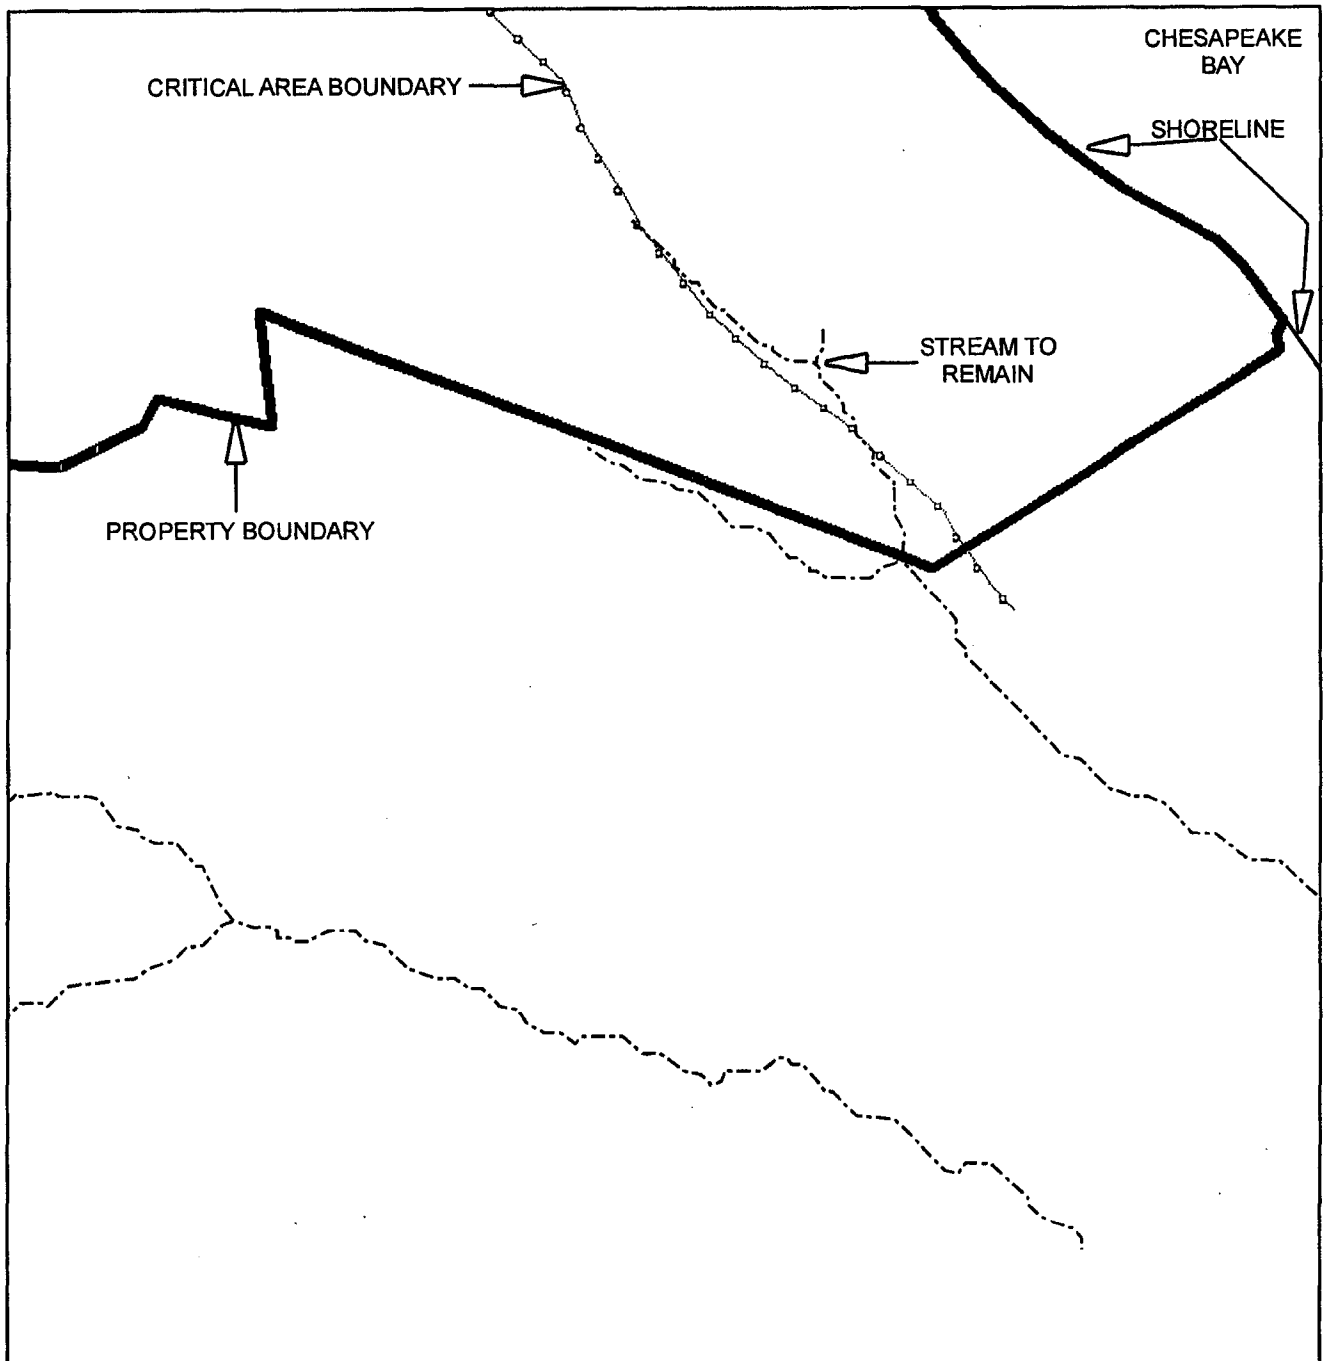 CHESAPEAKE
BAY
CRITICAL AREA BOUNDARY
SHORELINE
STREAM TO
REMAIN
PROPERTY BOUNDARY